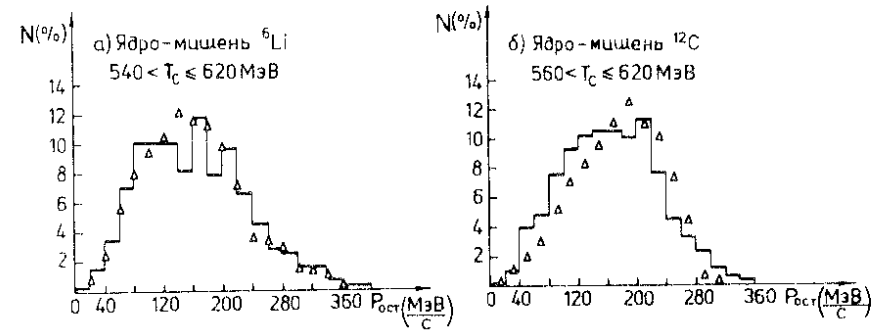 N(%)
а) Ядро-мишень ⁶Li
540 < T_C ⩽ 620 МэВ
14
12
10
8
6
4
2
0 40 120 200 280 360 P_ост (МэВ/С)
N(%)
б) Ядро-мишень ¹²С
560 < T_C ⩽ 620 МэВ
14
12
10
8
6
4
2
0 40 120 200 280 360 P_ост (МэВ/С)